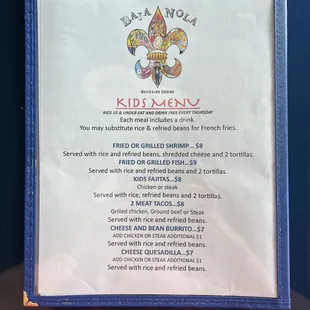 BAJA NOLA
MEXICAJUN CUISINE
KIDS MENU
KIDS 10 & UNDER EAT AND DRINK FREE EVERY THURSDAY
Each meal includes a drink.
You may substitute rice & refried beans for French fries.
FRIED OR GRILLED SHRIMP... $8
Served with rice and refried beans, shredded cheese and 2 tortillas.
FRIED OR GRILLED FISH...$9
Served with rice and refried beans and 2 tortillas.
KIDS FAJITAS...$8
Chicken or steak
Served with rice, refried beans and 2 tortillas.
2 MEAT TACOS...$8
Grilled chicken, Ground beef or Steak
Served with rice and refried beans.
CHEESE AND BEAN BURRITO...$7
ADD CHICKEN OR STEAK ADDITIONAL $1
Served with rice and refried beans.
CHEESE QUESADILLA...$7
ADD CHICKEN OR STEAK ADDITIONAL $1
Served with rice and refried beans.